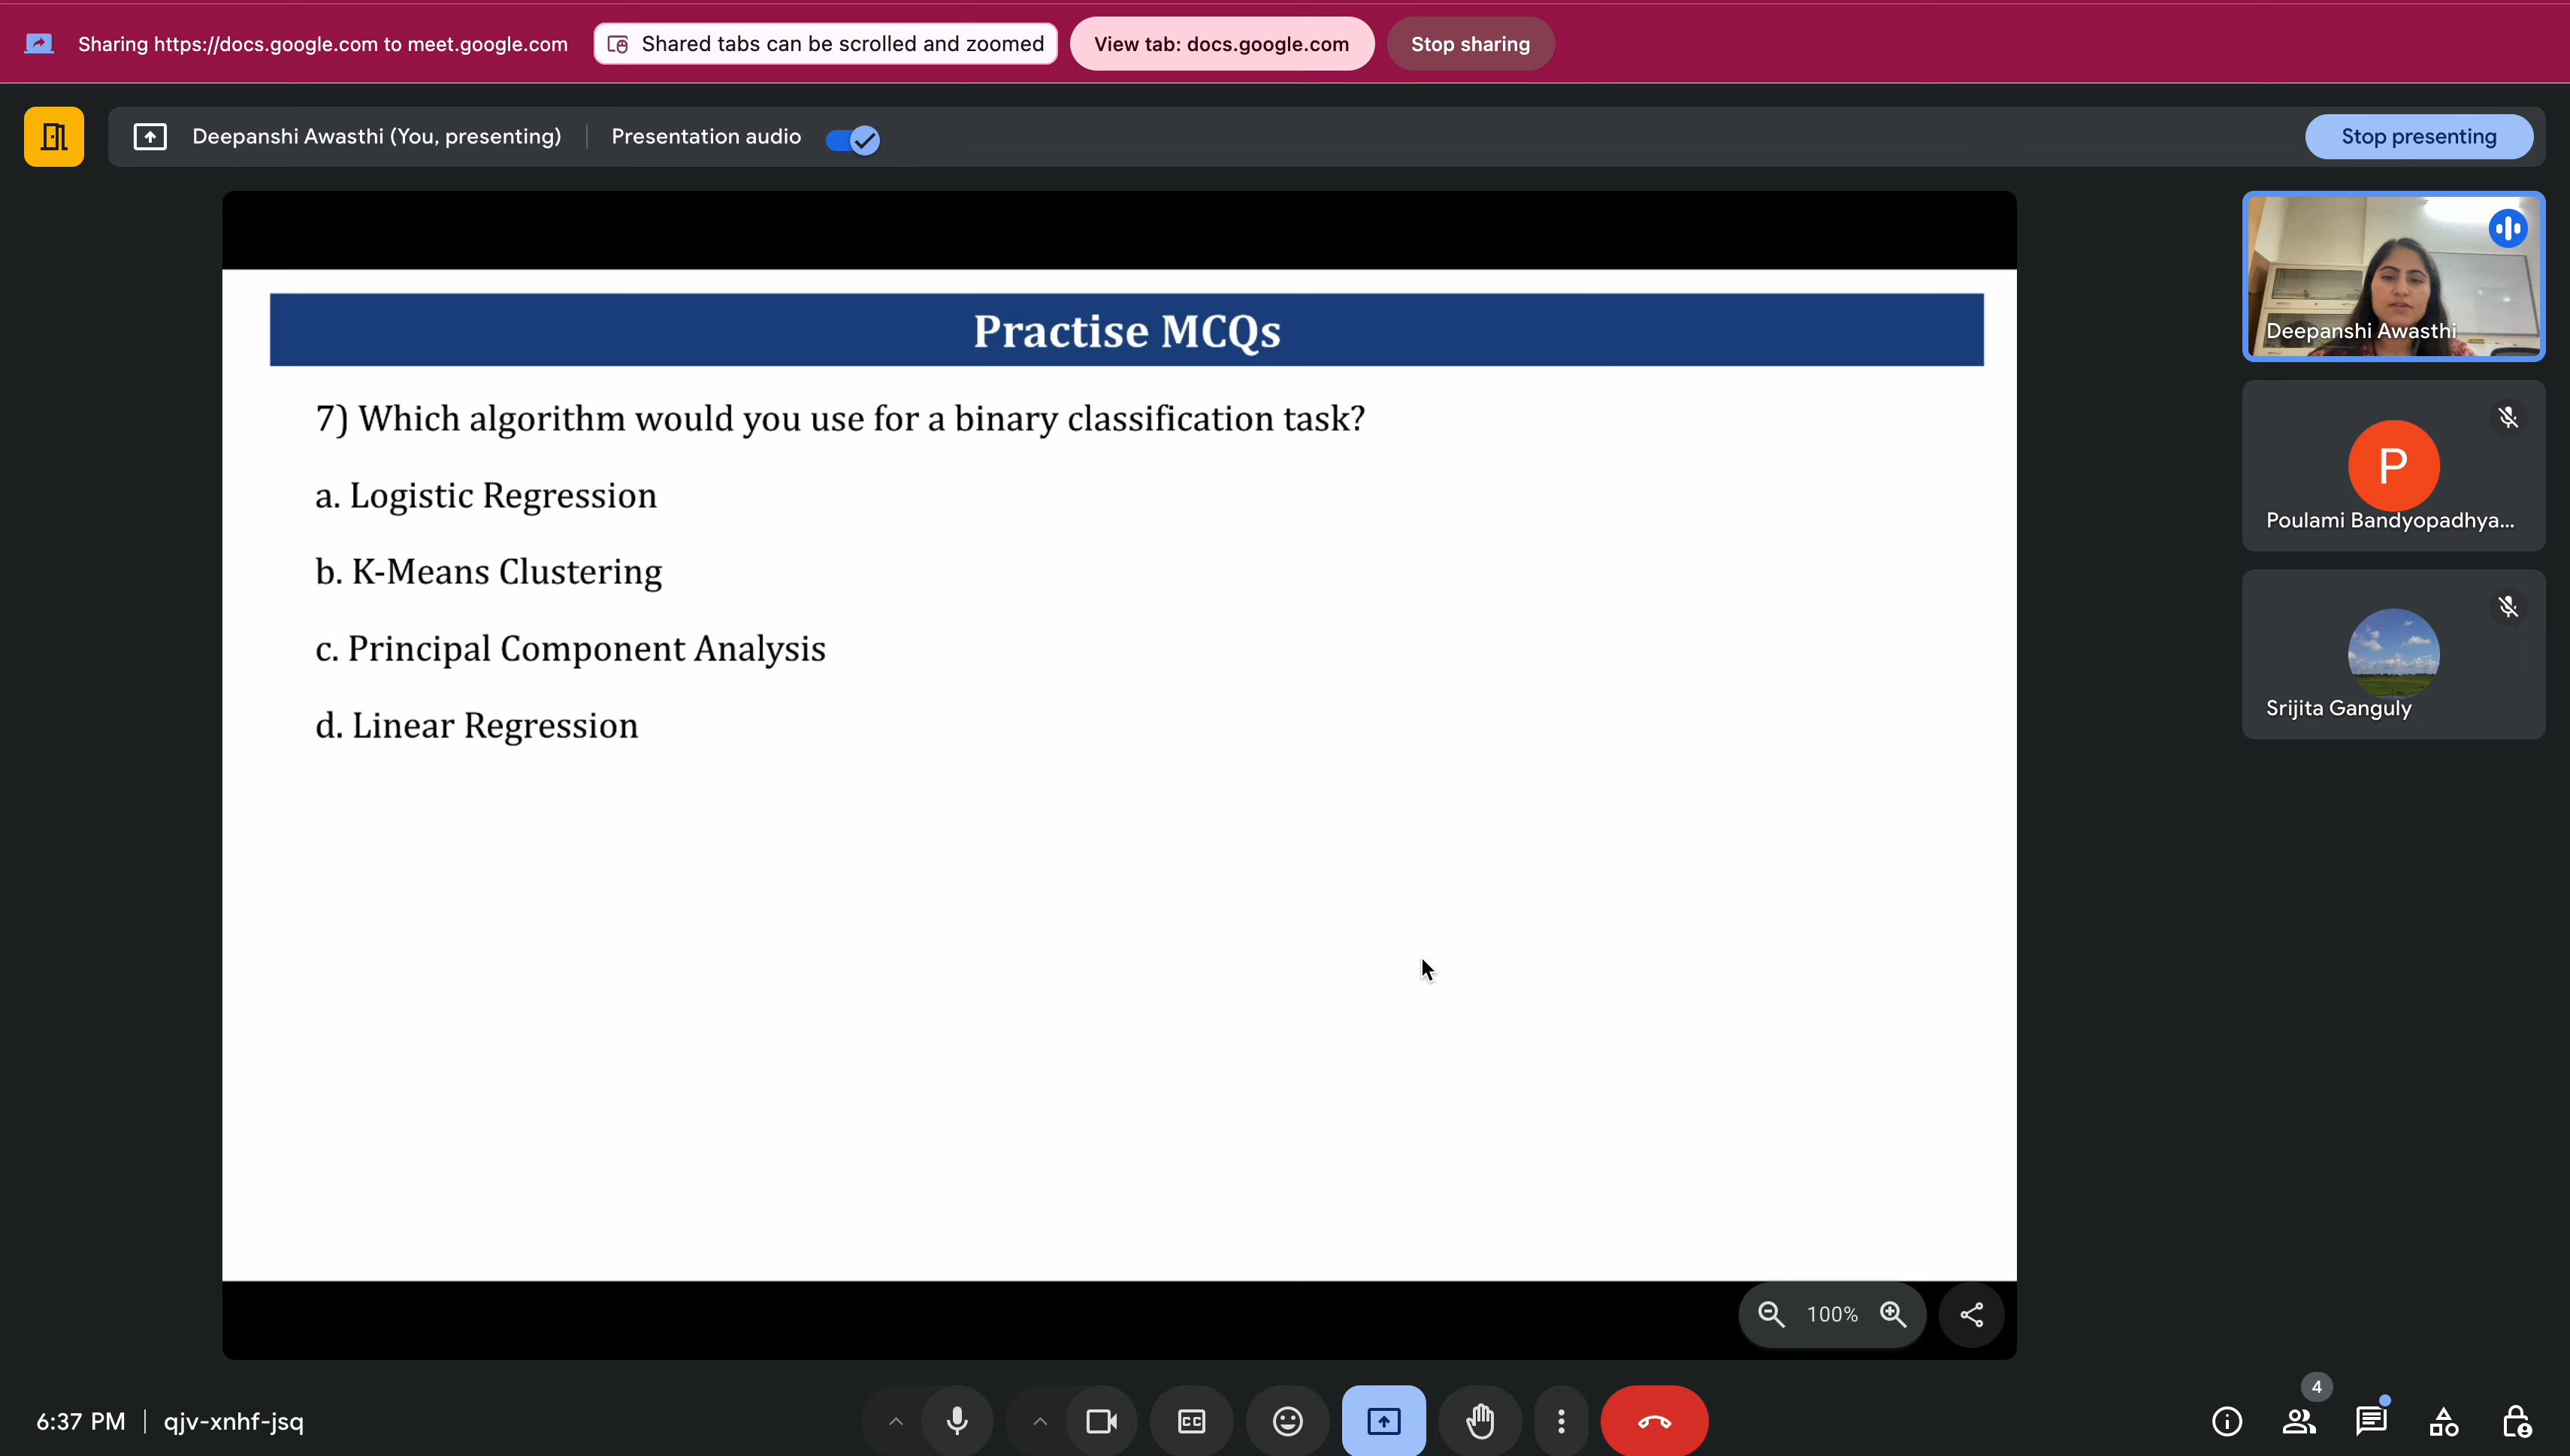 Sharing https://docs.google.com to meet.google.com
Shared tabs can be scrolled and zoomed
View tab: docs.google.com
Stop sharing
Deepanshi Awasthi (You, presenting)
Presentation audio
Stop presenting
Practise MCQs
7) Which algorithm would you use for a binary classification task?
a. Logistic Regression
b. K-Means Clustering
c. Principal Component Analysis
d. Linear Regression
Deepanshi Awasthi
P
Poulami Bandyopadhya...
Srijita Ganguly
100%
6:37 PM
qjv-xnhf-jsq
CC
4